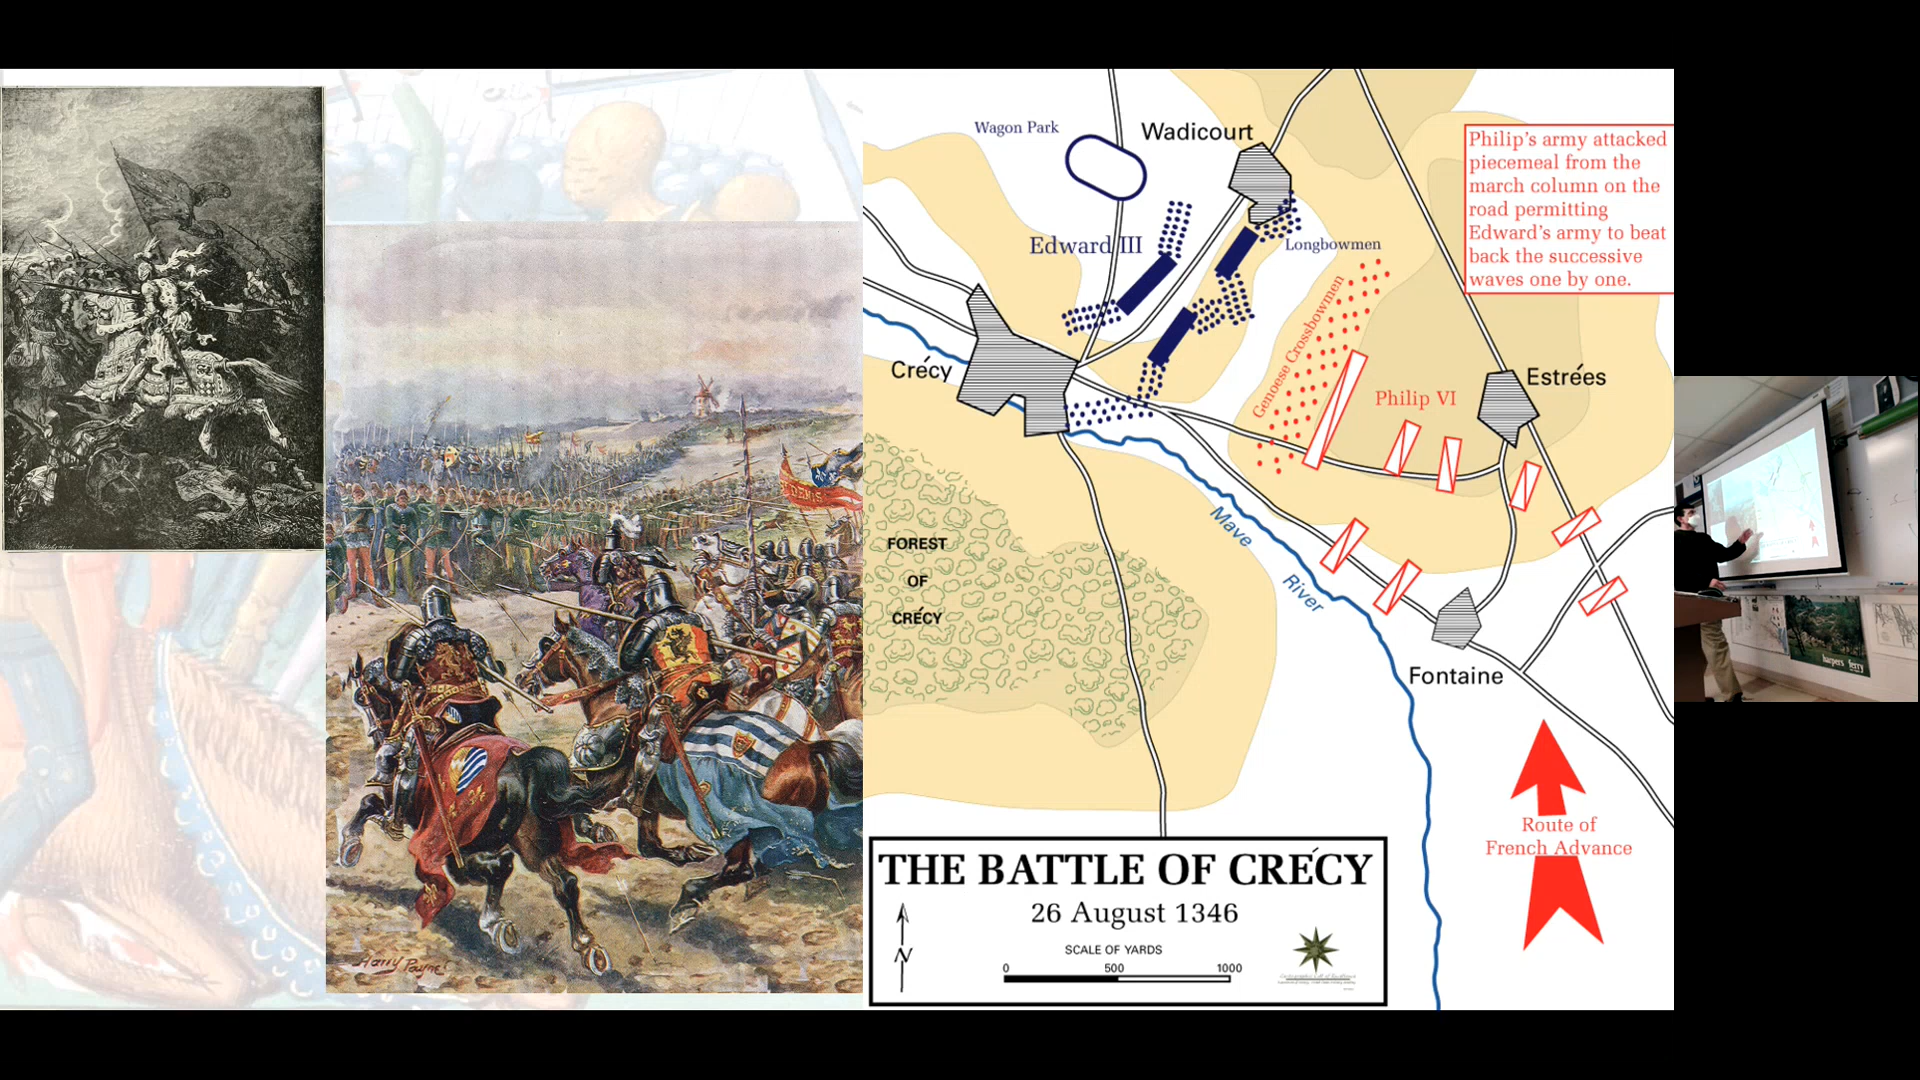 Wagon Park
Wadicourt
Philip's army attacked
piecemeal from the
march column on the
road permitting
Edward's army to beat
back the successive
waves one by one.
Edward III
Longbowmen
Genoese Crossbowmen
Crécy
Philip VI
Estrées
DENIS
FOREST
OF
CRÉCY
Maye
River
Fontaine
harpers ferry
Route of
French Advance
THE BATTLE OF CRÉCY
26 August 1346
N
SCALE OF YARDS
0 500 1000
Harry Payne